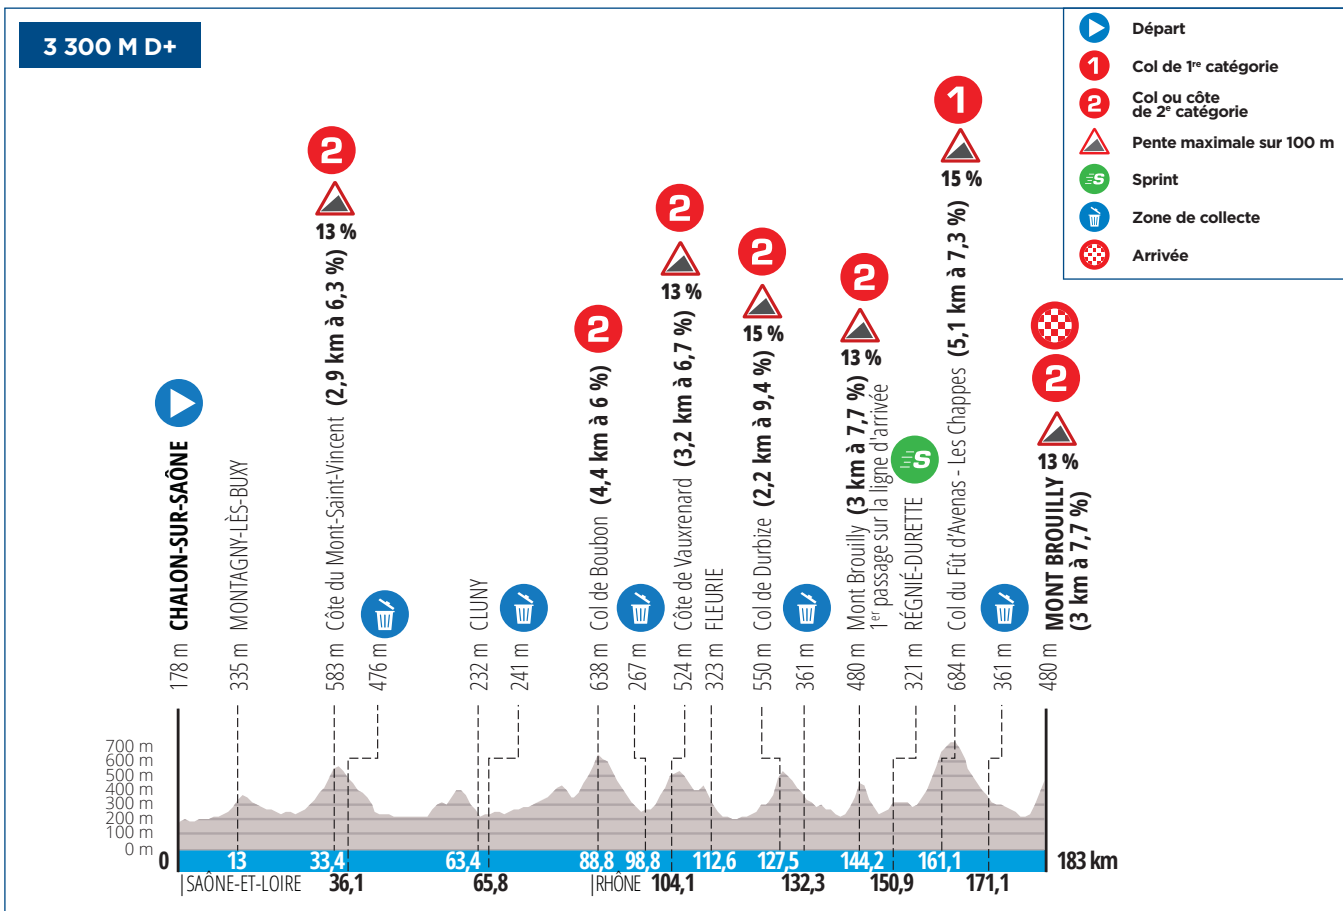 3 300 M D+
Départ
1 Col de 1re catégorie
2 Col ou côte
de 2e catégorie
Pente maximale sur 100 m
S Sprint
Zone de collecte
Arrivée
178 m CHALON-SUR-SAÔNE
335 m MONTAGNY-LÈS-BUXY
2
13 %
583 m Côte du Mont-Saint-Vincent (2,9 km à 6,3 %)
476 m
232 m CLUNY
241 m
2
638 m Col de Boubon (4,4 km à 6 %)
267 m
2
13 %
524 m Côte de Vauxrenard (3,2 km à 6,7 %)
323 m FLEURIE
2
15 %
550 m Col de Durbize (2,2 km à 9,4 %)
361 m
2
13 %
480 m Mont Brouilly (3 km à 7,7 %)
1er passage sur la ligne d'arrivée
S
321 m RÉGNIÉ-DURETTE
1
15 %
684 m Col du Fût d'Avenas - Les Chappes (5,1 km à 7,3 %)
361 m
2
13 %
480 m MONT BROUILLY
(3 km à 7,7 %)
700 m
600 m
500 m
400 m
300 m
200 m
100 m
0 m
0 13 33,4 63,4 88,8 98,8 112,6 127,5 144,2 161,1 183 km
SAÔNE-ET-LOIRE 36,1 65,8 RHÔNE 104,1 132,3 150,9 171,1